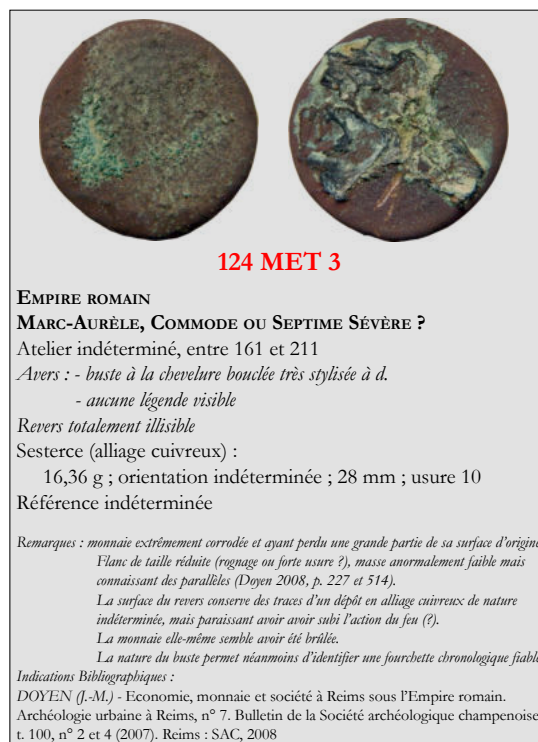 124 MET 3
EMPIRE ROMAIN
MARC-AURÈLE, COMMODE OU SEPTIME SÉVÈRE ?
Atelier indéterminé, entre 161 et 211
Avers : - buste à la chevelure bouclée très stylisée à d.
- aucune légende visible
Revers totalement illisible
Sesterce (alliage cuivreux) :
16,36 g ; orientation indéterminée ; 28 mm ; usure 10
Référence indéterminée
Remarques : monnaie extrêmement corrodée et ayant perdu une grande partie de sa surface d'origine
Flanc de taille réduite (rognage ou forte usure ?), masse anormalement faible mais
connaissant des parallèles (Doyen 2008, p. 227 et 514).
La surface du revers conserve des traces d'un dépôt en alliage cuivreux de nature
indéterminée, mais paraissant avoir avoir subi l'action du feu (?).
La monnaie elle-même semble avoir été brûlée.
La nature du buste permet néanmoins d'identifier une fourchette chronologique fiable
Indications Bibliographiques :
DOYEN (J.-M.) - Economie, monnaie et société à Reims sous l'Empire romain.
Archéologie urbaine à Reims, n° 7. Bulletin de la Société archéologique champenoise
t. 100, n° 2 et 4 (2007). Reims : SAC, 2008